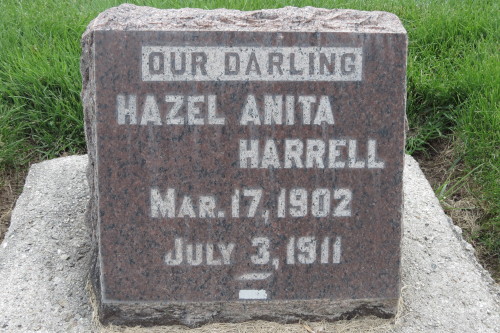 OUR DARLING
HAZEL ANITA
HARRELL
MAR. 17, 1902
JULY 3, 1911